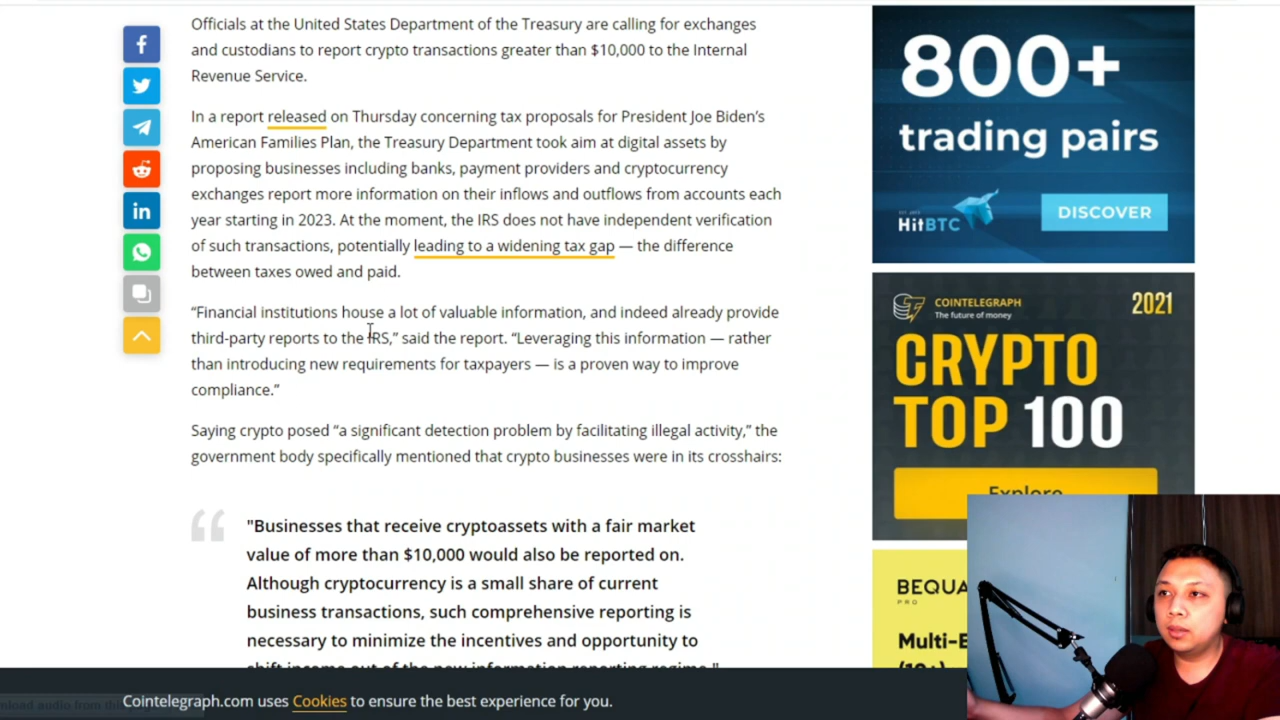 Officials at the United States Department of the Treasury are calling for exchanges
and custodians to report crypto transactions greater than $10,000 to the Internal
Revenue Service.
In a report released on Thursday concerning tax proposals for President Joe Biden's
American Families Plan, the Treasury Department took aim at digital assets by
proposing businesses including banks, payment providers and cryptocurrency
exchanges report more information on their inflows and outflows from accounts each
year starting in 2023. At the moment, the IRS does not have independent verification
of such transactions, potentially leading to a widening tax gap — the difference
between taxes owed and paid.
“Financial institutions house a lot of valuable information, and indeed already provide
third-party reports to the IRS,” said the report. “Leveraging this information — rather
than introducing new requirements for taxpayers — is a proven way to improve
compliance.”
Saying crypto posed “a significant detection problem by facilitating illegal activity,” the
government body specifically mentioned that crypto businesses were in its crosshairs:
"Businesses that receive cryptoassets with a fair market
value of more than $10,000 would also be reported on.
Although cryptocurrency is a small share of current
business transactions, such comprehensive reporting is
necessary to minimize the incentives and opportunity to
shift income out of the new information reporting regime."
800+
trading pairs
HitBTC
DISCOVER
COINTELEGRAPH
The future of money
2021
CRYPTO
TOP 100
Explore
BEQUA
PRO
Multi-E
Cointelegraph.com uses Cookies to ensure the best experience for you.